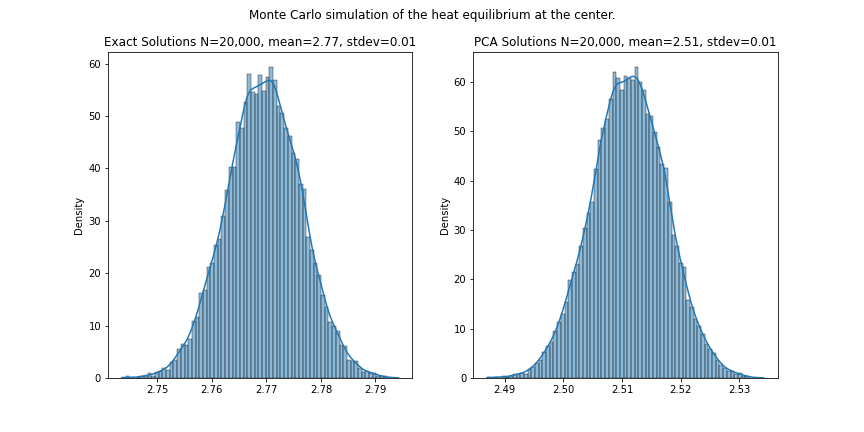 Monte Carlo simulation of the heat equilibrium at the center.
Exact Solutions N=20,000, mean=2.77, stdev=0.01
60
50
40
30
20
10
0
Density
2.75 2.76 2.77 2.78 2.79
PCA Solutions N=20,000, mean=2.51, stdev=0.01
60
50
40
30
20
10
0
Density
2.49 2.50 2.51 2.52 2.53